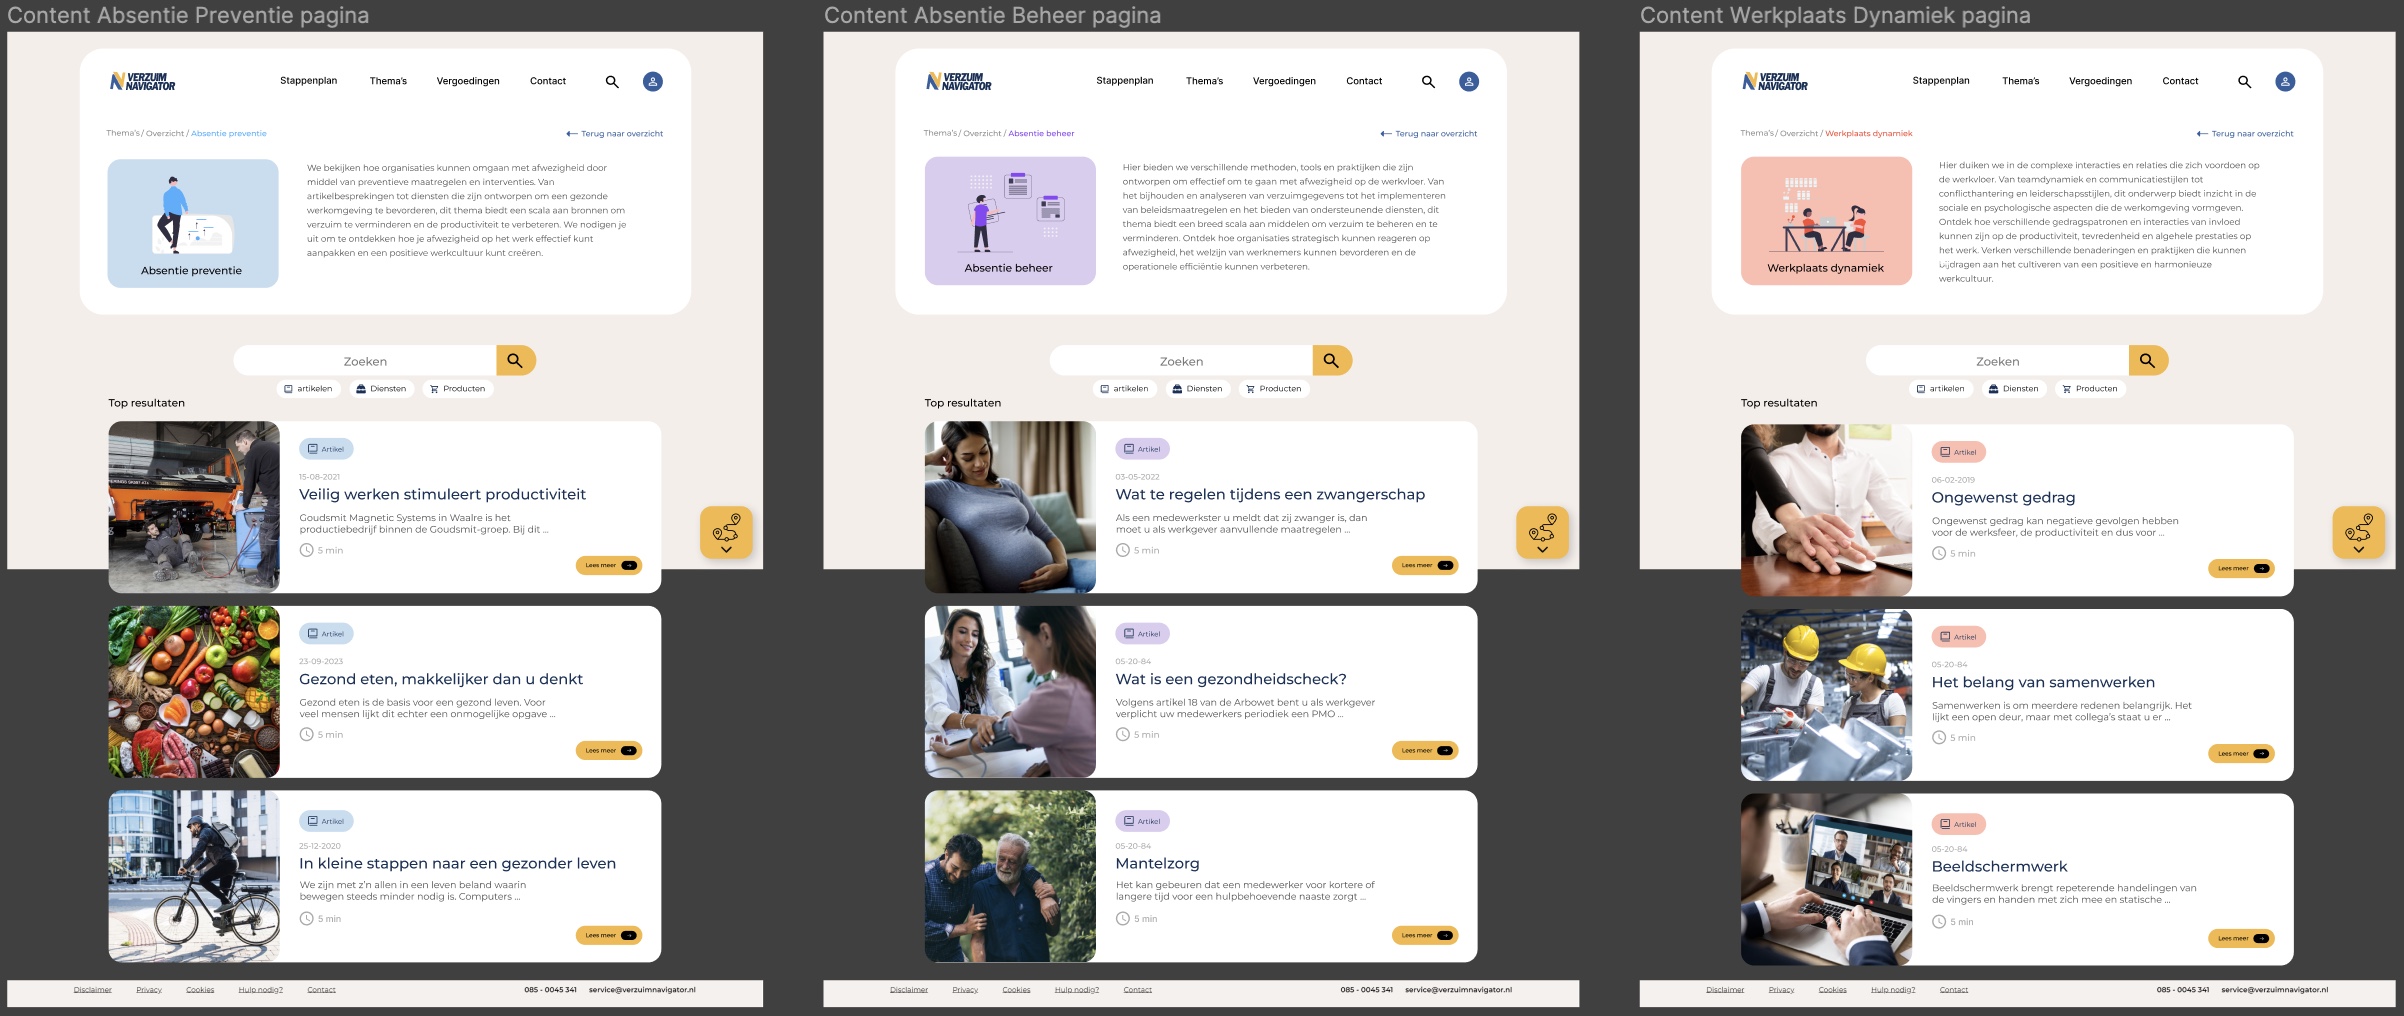 Content Absentie Preventie pagina
VERZUIM
NAVIGATOR
Stappenplan
Thema's
Vergoedingen
Contact
Thema's / Overzicht / Absentie preventie
Terug naar overzicht
Absentie preventie
We bekijken hoe organisaties kunnen omgaan met afwezigheid door
middel van preventieve maatregelen en interventies. Van
artikelbesprekingen tot diensten die zijn ontworpen om een gezonde
werkomgeving te bevorderen, dit thema biedt een scala aan bronnen om
verzuim te verminderen en de productiviteit te verbeteren. We nodigen je
uit om te ontdekken hoe je afwezigheid op het werk effectief kunt
aanpakken en een positieve werkcultuur kunt creëren.
Zoeken
artikelen
Diensten
Producten
Top resultaten
Artikel
15-08-2021
Veilig werken stimuleert productiviteit
Goudsmit Magnetic Systems in Waalre is het
productiebedrijf binnen de Goudsmit-groep. Bij dit ...
5 min
Lees meer
Artikel
23-09-2023
Gezond eten, makkelijker dan u denkt
Gezond eten is de basis voor een gezond leven. Voor
veel mensen lijkt dit echter een onmogelijke opgave ...
5 min
Lees meer
Artikel
25-12-2020
In kleine stappen naar een gezonder leven
We zijn met z'n allen in een leven beland waarin
bewegen steeds minder nodig is. Computers ...
5 min
Lees meer
Disclaimer
Privacy
Cookies
Hulp nodig?
Contact
085 - 0045 341
service@verzuimnavigator.nl
Content Absentie Beheer pagina
VERZUIM
NAVIGATOR
Stappenplan
Thema's
Vergoedingen
Contact
Thema's / Overzicht / Absentie beheer
Terug naar overzicht
Absentie beheer
Hier bieden we verschillende methoden, tools en praktijken die zijn
ontworpen om effectief om te gaan met afwezigheid op de werkvloer. Van
het bijhouden en analyseren van verzuimgegevens tot het implementeren
van beleidsmaatregelen en het bieden van ondersteunende diensten, dit
thema biedt een breed scala aan middelen om verzuim te beheren en te
verminderen. Ontdek hoe organisaties strategisch kunnen reageren op
afwezigheid, het welzijn van werknemers kunnen bevorderen en de
operationele efficiëntie kunnen verbeteren.
Zoeken
artikelen
Diensten
Producten
Top resultaten
Artikel
03-05-2022
Wat te regelen tijdens een zwangerschap
Als een medewerkster u meldt dat zij zwanger is, dan
moet u als werkgever aanvullende maatregelen ...
5 min
Lees meer
Artikel
05-20-84
Wat is een gezondheidscheck?
Volgens artikel 18 van de Arbowet bent u als werkgever
verplicht uw medewerkers periodiek een PMO ...
5 min
Lees meer
Artikel
05-20-84
Mantelzorg
Het kan gebeuren dat een medewerker voor kortere of
langere tijd voor een hulpbehoevende naaste zorgt ...
5 min
Lees meer
Disclaimer
Privacy
Cookies
Hulp nodig?
Contact
085 - 0045 341
service@verzuimnavigator.nl
Content Werkplaats Dynamiek pagina
VERZUIM
NAVIGATOR
Stappenplan
Thema's
Vergoedingen
Contact
Thema's / Overzicht / Werkplaats dynamiek
Terug naar overzicht
Werkplaats dynamiek
Hier duiken we in de complexe interacties en relaties die zich voordoen op
de werkvloer. Van teamdynamiek en communicatiestijlen tot
conflicthantering en leiderschapsstijlen, dit onderwerp biedt inzicht in de
sociale en psychologische aspecten die de werkomgeving vormgeven.
Ontdek hoe verschillende gedragspatronen en interacties van invloed
kunnen zijn op de productiviteit, tevredenheid en algehele prestaties op
het werk. Verken verschillende benaderingen en praktijken die kunnen
bijdragen aan het cultiveren van een positieve en harmonieuze
werkcultuur.
Zoeken
artikelen
Diensten
Producten
Top resultaten
Artikel
06-02-2019
Ongewenst gedrag
Ongewenst gedrag kan negatieve gevolgen hebben
voor de werksfeer, de productiviteit en dus voor ...
5 min
Lees meer
Artikel
05-20-84
Het belang van samenwerken
Samenwerken is om meerdere redenen belangrijk. Het
lijkt een open deur, maar met collega's staat u er ...
5 min
Lees meer
Artikel
05-20-84
Beeldschermwerk
Beeldschermwerk brengt repeterende handelingen van
de vingers en handen met zich mee en statische ...
5 min
Lees meer
Disclaimer
Privacy
Cookies
Hulp nodig?
Contact
085 - 0045 341
service@verzuimnavigator.nl